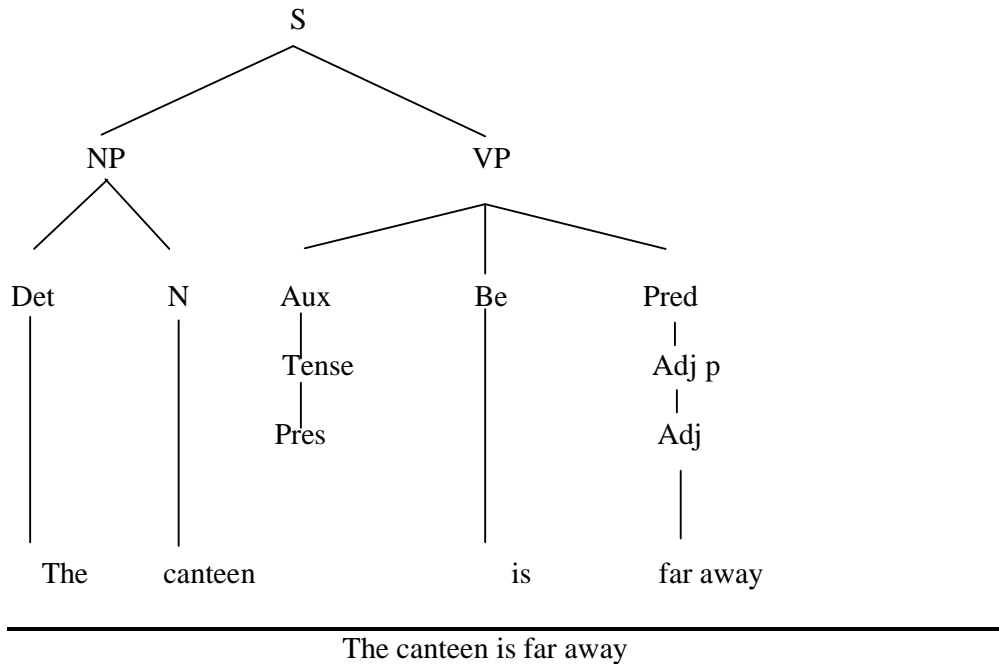 S
NP VP
Det N Aux Be Pred
Tense Adj p
Pres Adj
The canteen is far away
The canteen is far away